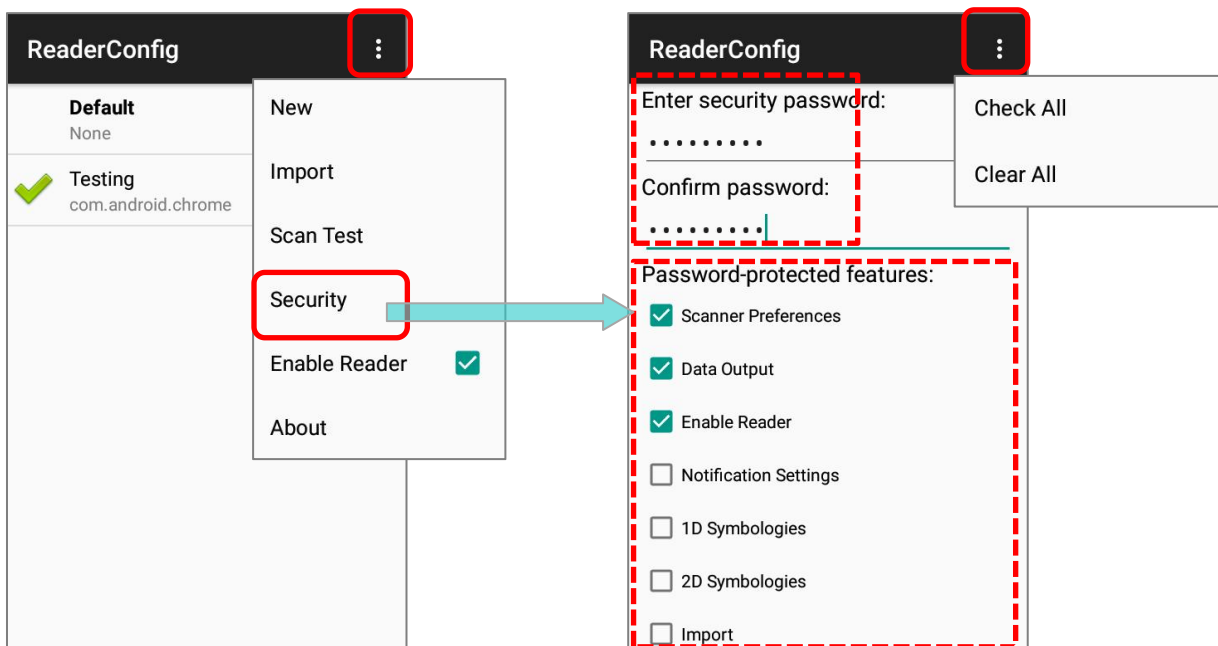 ReaderConfig
Default
None
Testing
com.android.chrome
New
Import
Scan Test
Security
Enable Reader
About
ReaderConfig
Enter security password:
.........
Confirm password:
.........
Password-protected features:
Scanner Preferences
Data Output
Enable Reader
Notification Settings
1D Symbologies
2D Symbologies
Import
Check All
Clear All